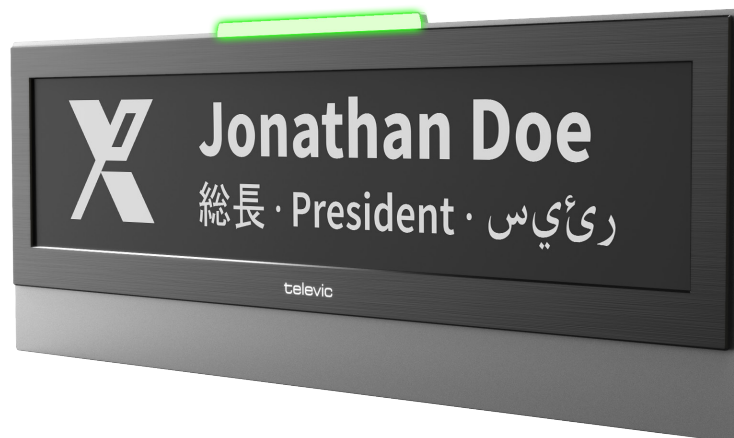 Jonathan Doe
総長 · President · رئيس
televic